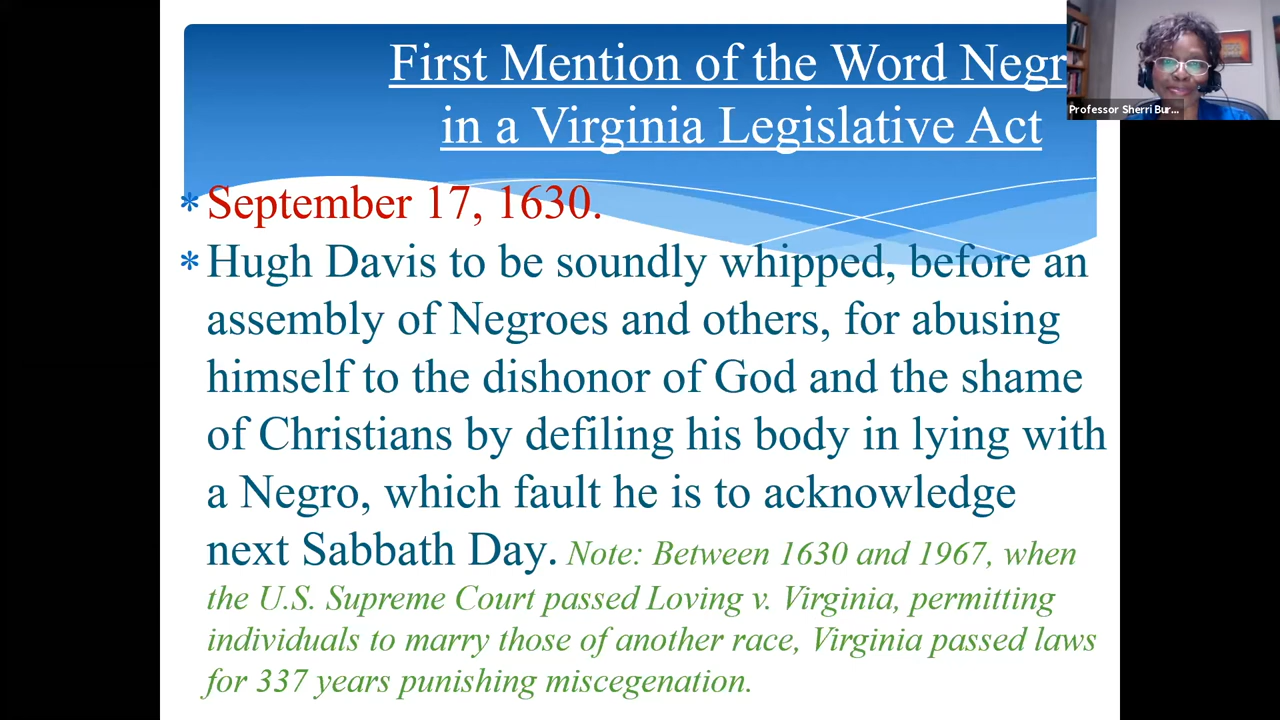 First Mention of the Word Negr
in a Virginia Legislative Act
Professor Sherri Bur...
* September 17, 1630.
* Hugh Davis to be soundly whipped, before an
assembly of Negroes and others, for abusing
himself to the dishonor of God and the shame
of Christians by defiling his body in lying with
a Negro, which fault he is to acknowledge
next Sabbath Day. Note: Between 1630 and 1967, when
the U.S. Supreme Court passed Loving v. Virginia, permitting
individuals to marry those of another race, Virginia passed laws
for 337 years punishing miscegenation.